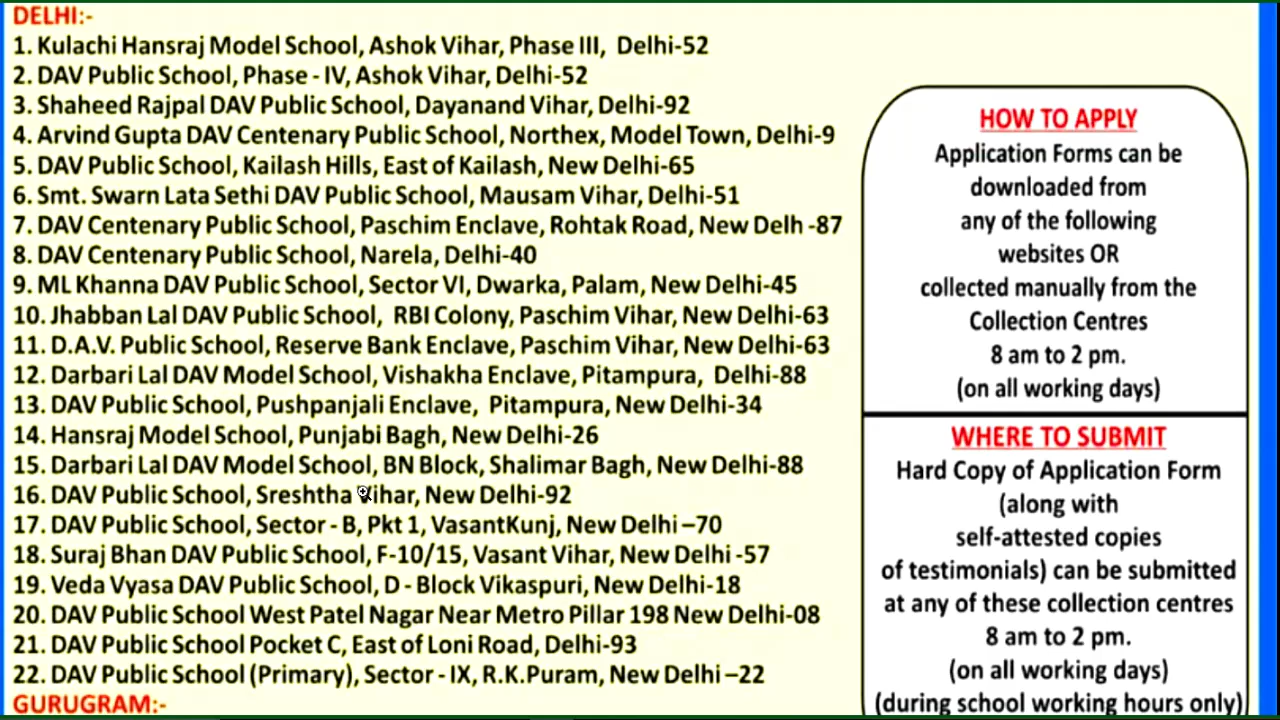 DELHI:-
1. Kulachi Hansraj Model School, Ashok Vihar, Phase III, Delhi-52
2. DAV Public School, Phase - IV, Ashok Vihar, Delhi-52
3. Shaheed Rajpal DAV Public School, Dayanand Vihar, Delhi-92
4. Arvind Gupta DAV Centenary Public School, Northex, Model Town, Delhi-9
5. DAV Public School, Kailash Hills, East of Kailash, New Delhi-65
6. Smt. Swarn Lata Sethi DAV Public School, Mausam Vihar, Delhi-51
7. DAV Centenary Public School, Paschim Enclave, Rohtak Road, New Delh -87
8. DAV Centenary Public School, Narela, Delhi-40
9. ML Khanna DAV Public School, Sector VI, Dwarka, Palam, New Delhi-45
10. Jhabban Lal DAV Public School, RBI Colony, Paschim Vihar, New Delhi-63
11. D.A.V. Public School, Reserve Bank Enclave, Paschim Vihar, New Delhi-63
12. Darbari Lal DAV Model School, Vishakha Enclave, Pitampura, Delhi-88
13. DAV Public School, Pushpanjali Enclave, Pitampura, New Delhi-34
14. Hansraj Model School, Punjabi Bagh, New Delhi-26
15. Darbari Lal DAV Model School, BN Block, Shalimar Bagh, New Delhi-88
16. DAV Public School, Sreshtha Vihar, New Delhi-92
17. DAV Public School, Sector - B, Pkt 1, VasantKunj, New Delhi –70
18. Suraj Bhan DAV Public School, F-10/15, Vasant Vihar, New Delhi -57
19. Veda Vyasa DAV Public School, D - Block Vikaspuri, New Delhi-18
20. DAV Public School West Patel Nagar Near Metro Pillar 198 New Delhi-08
21. DAV Public School Pocket C, East of Loni Road, Delhi-93
22. DAV Public School (Primary), Sector - IX, R.K.Puram, New Delhi –22
GURUGRAM:-
HOW TO APPLY
Application Forms can be
downloaded from
any of the following
websites OR
collected manually from the
Collection Centres
8 am to 2 pm.
(on all working days)
WHERE TO SUBMIT
Hard Copy of Application Form
(along with
self-attested copies
of testimonials) can be submitted
at any of these collection centres
8 am to 2 pm.
(on all working days)
(during school working hours only)